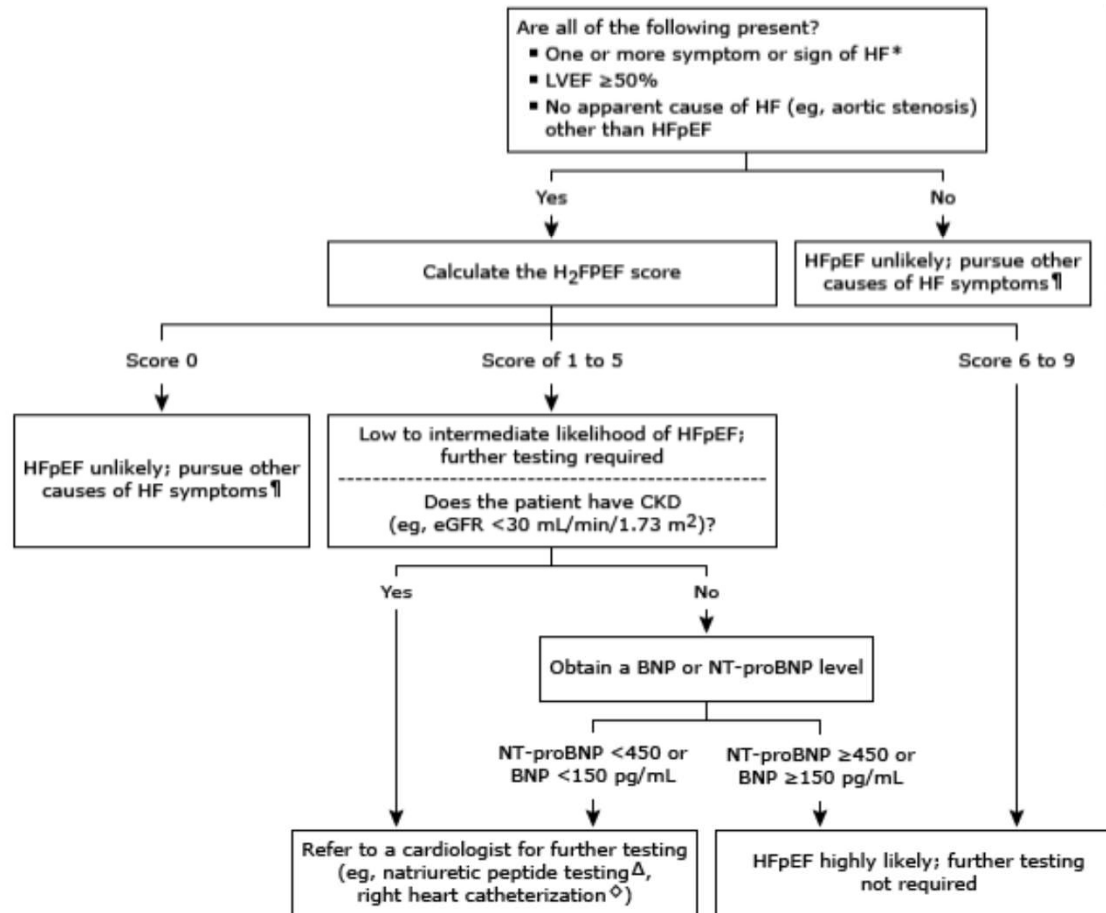 Are all of the following present?
▪ One or more symptom or sign of HF*
▪ LVEF ≥50%
▪ No apparent cause of HF (eg, aortic stenosis)
other than HFpEF
Yes
No
Calculate the H₂FPEF score
HFpEF unlikely; pursue other
causes of HF symptoms¶
Score 0
Score of 1 to 5
Score 6 to 9
HFpEF unlikely; pursue other
causes of HF symptoms¶
Low to intermediate likelihood of HFpEF;
further testing required
Does the patient have CKD
(eg, eGFR <30 mL/min/1.73 m²)?
Yes
No
Obtain a BNP or NT-proBNP level
NT-proBNP <450 or
BNP <150 pg/mL
NT-proBNP ≥450 or
BNP ≥150 pg/mL
Refer to a cardiologist for further testing
(eg, natriuretic peptide testingΔ,
right heart catheterization◊)
HFpEF highly likely; further testing
not required